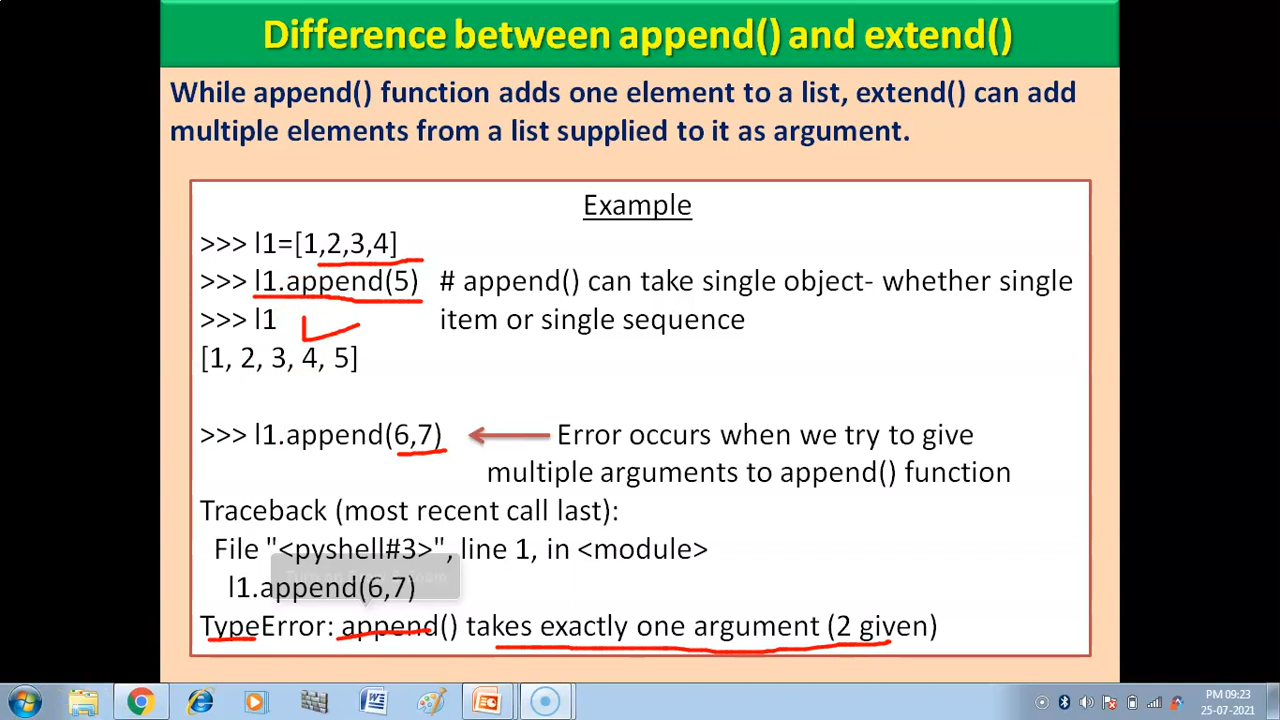 Difference between append() and extend()
While append() function adds one element to a list, extend() can add
multiple elements from a list supplied to it as argument.
Example
>>> l1=[1,2,3,4]
>>> l1.append(5) # append() can take single object- whether single
>>> l1 item or single sequence
[1, 2, 3, 4, 5]
>>> l1.append(6,7) Error occurs when we try to give
multiple arguments to append() function
Traceback (most recent call last):
File "<pyshell#3>", line 1, in <module>
l1.append(6,7)
TypeError: append() takes exactly one argument (2 given)
PM 09:23
25-07-2021